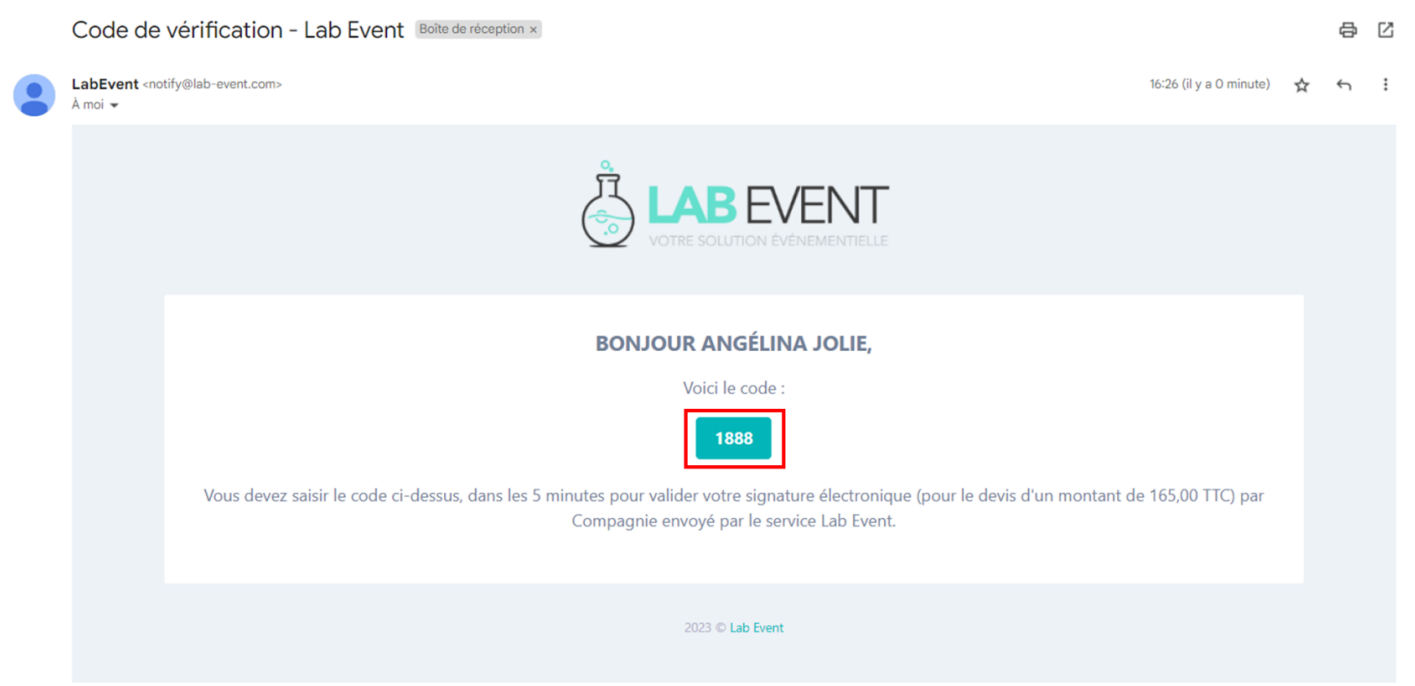 Code de vérification - Lab Event Boîte de réception ×
LabEvent <notify@lab-event.com> 16:26 (il y a 0 minute)
À moi
LAB EVENT
VOTRE SOLUTION ÉVÉNEMENTIELLE
BONJOUR ANGÉLINA JOLIE,
Voici le code :
1888
Vous devez saisir le code ci-dessus, dans les 5 minutes pour valider votre signature électronique (pour le devis d'un montant de 165,00 TTC) par
Compagnie envoyé par le service Lab Event.
2023 © Lab Event